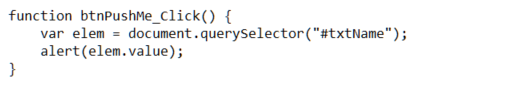 function btnPushMe_Click() {
    var elem = document.querySelector("#txtName");
    alert(elem.value);
}